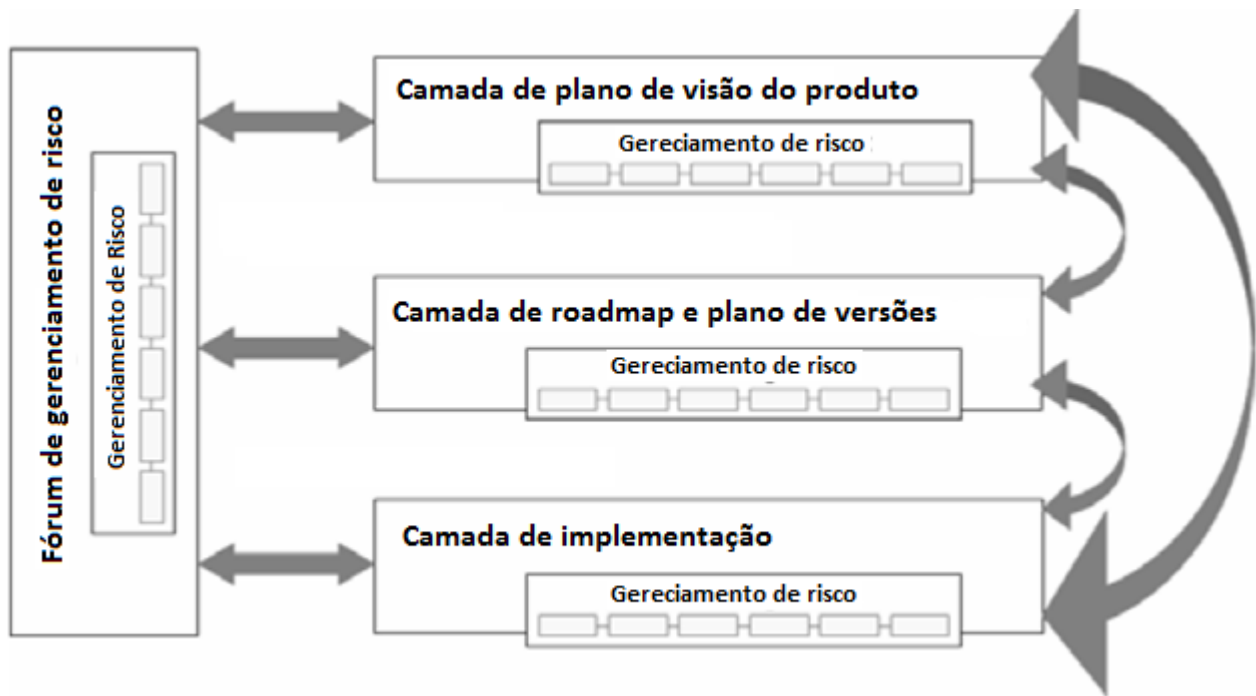 Fórum de gerenciamento de risco
Gerenciamento de Risco
Camada de plano de visão do produto
Gereciamento de risco
Camada de roadmap e plano de versões
Gereciamento de risco
Camada de implementação
Gereciamento de risco